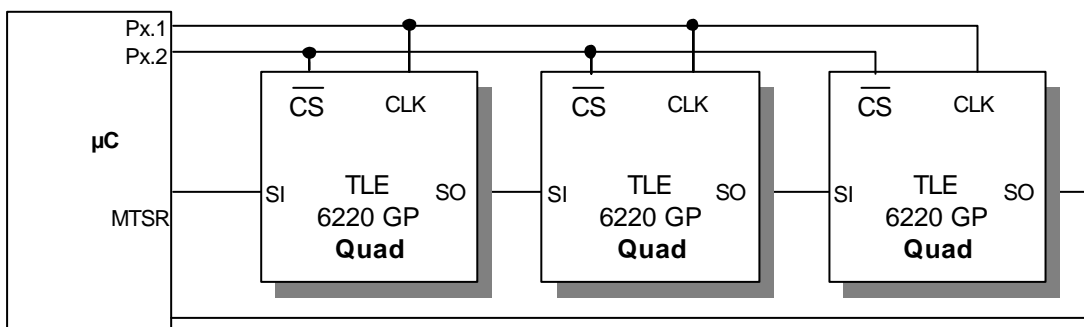 Px.1
Px.2
µC
MTSR
CS
CLK
SI
TLE
6220 GP
Quad
SO
CS
CLK
SI
TLE
6220 GP
Quad
SO
CS
CLK
SI
TLE
6220 GP
Quad
SO